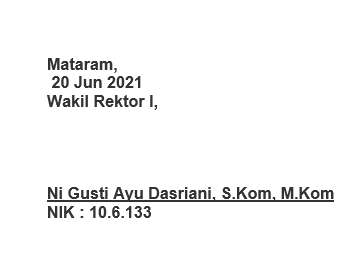 Mataram,
20 Jun 2021
Wakil Rektor I,
Ni Gusti Ayu Dasriani, S.Kom, M.Kom
NIK : 10.6.133